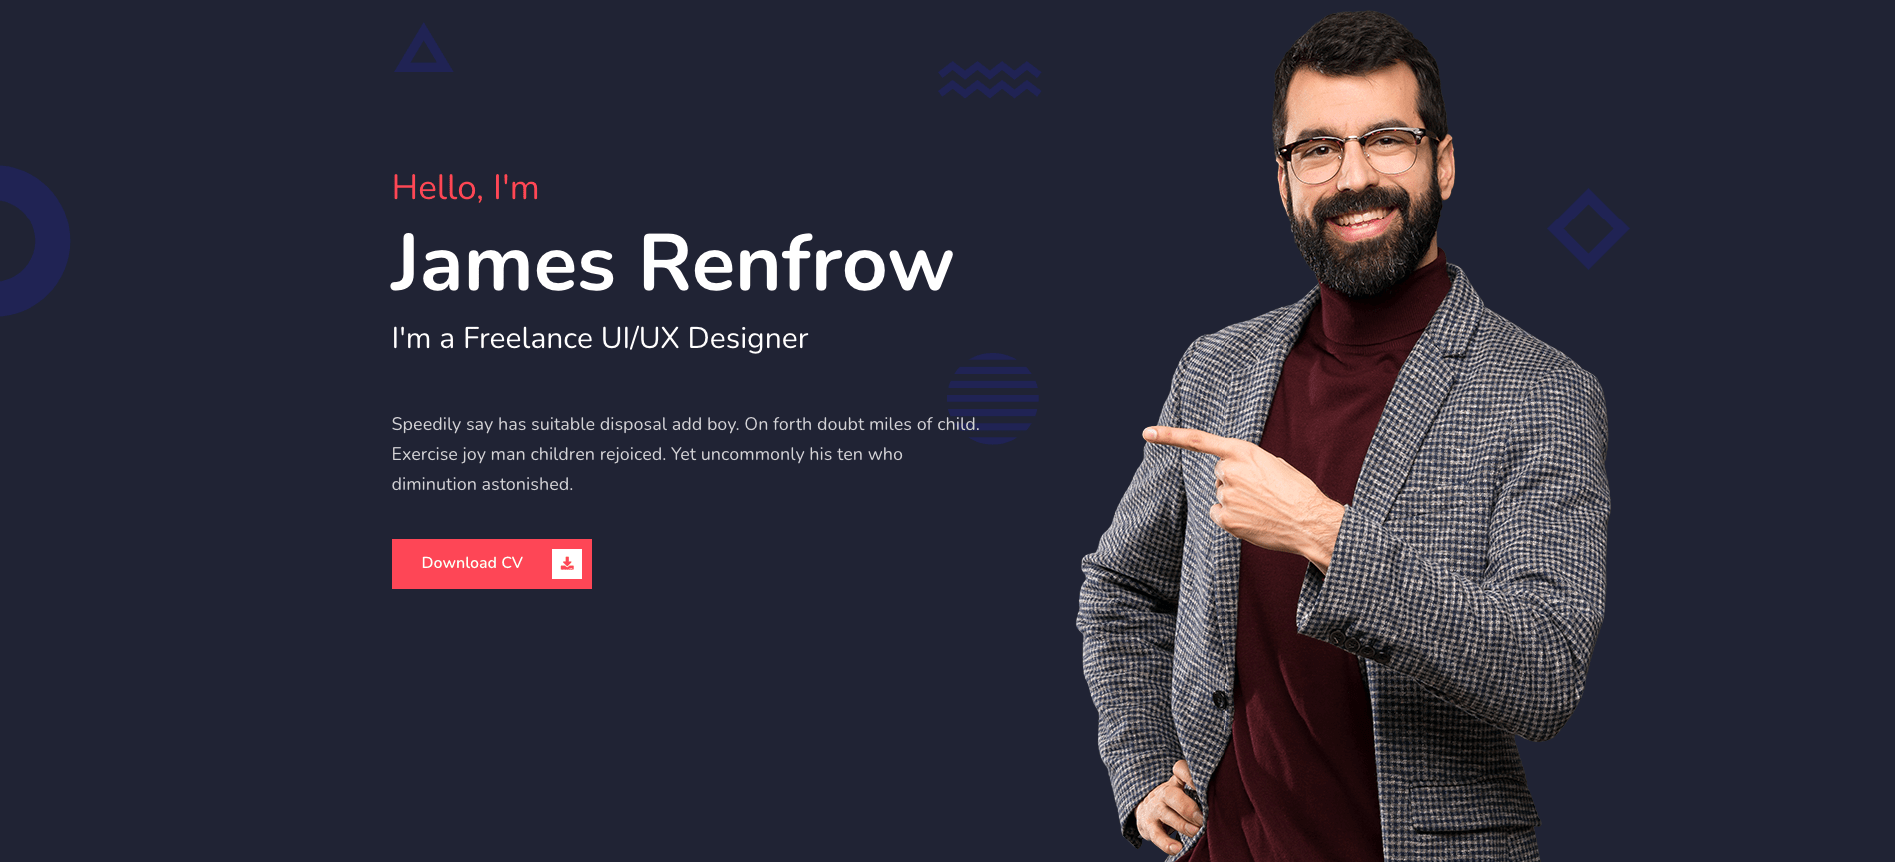 Hello, I'm
James Renfrow
I'm a Freelance UI/UX Designer
Speedily say has suitable disposal add boy. On forth doubt miles of child.
Exercise joy man children rejoiced. Yet uncommonly his ten who
diminution astonished.
Download CV